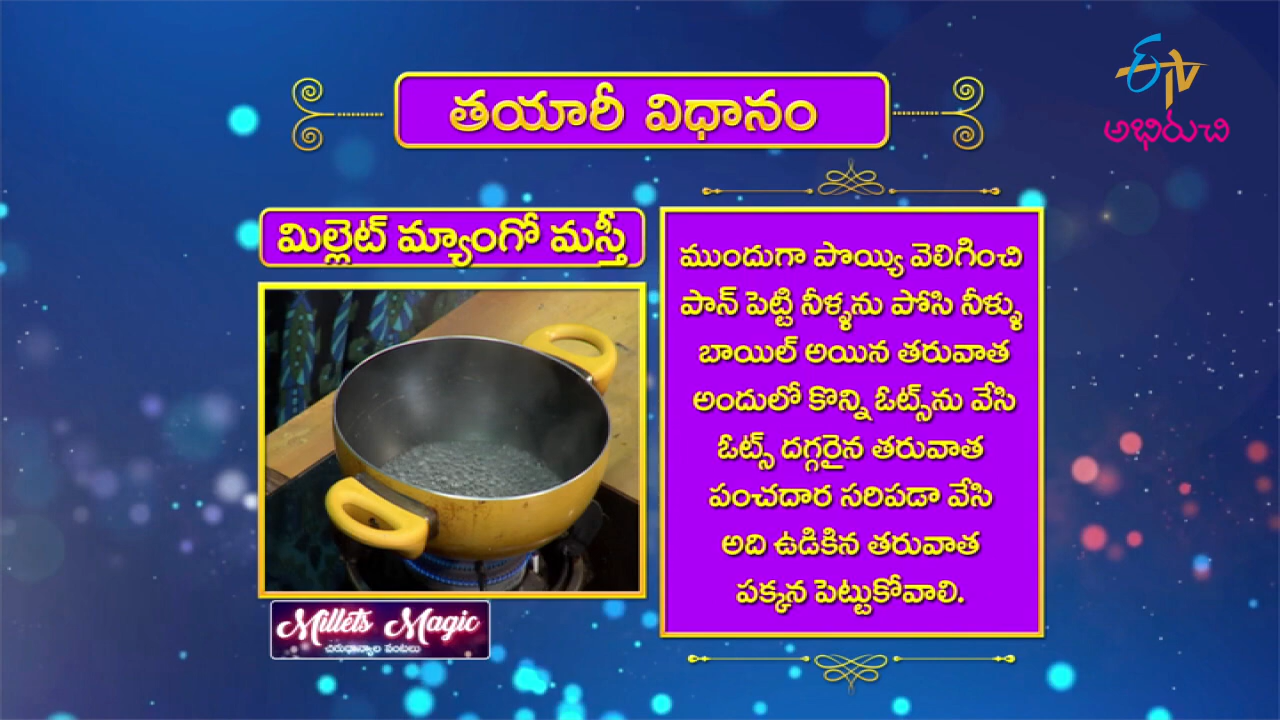 తయారీ విధానం
ETV
అభిరుచి
మిల్లెట్ మ్యాంగో మస్తీ
ముందుగా పొయ్యి వెలిగించి
పాన్ పెట్టి నీళ్ళను పోసి నీళ్ళు
బాయిల్ అయిన తరువాత
అందులో కొన్ని ఓట్స్‌ను వేసి
ఓట్స్ దగ్గరైన తరువాత
పంచదార సరిపడా వేసి
అది ఉడికిన తరువాత
పక్కన పెట్టుకోవాలి.
Millets Magic
చిరుధాన్యాల వంటలు